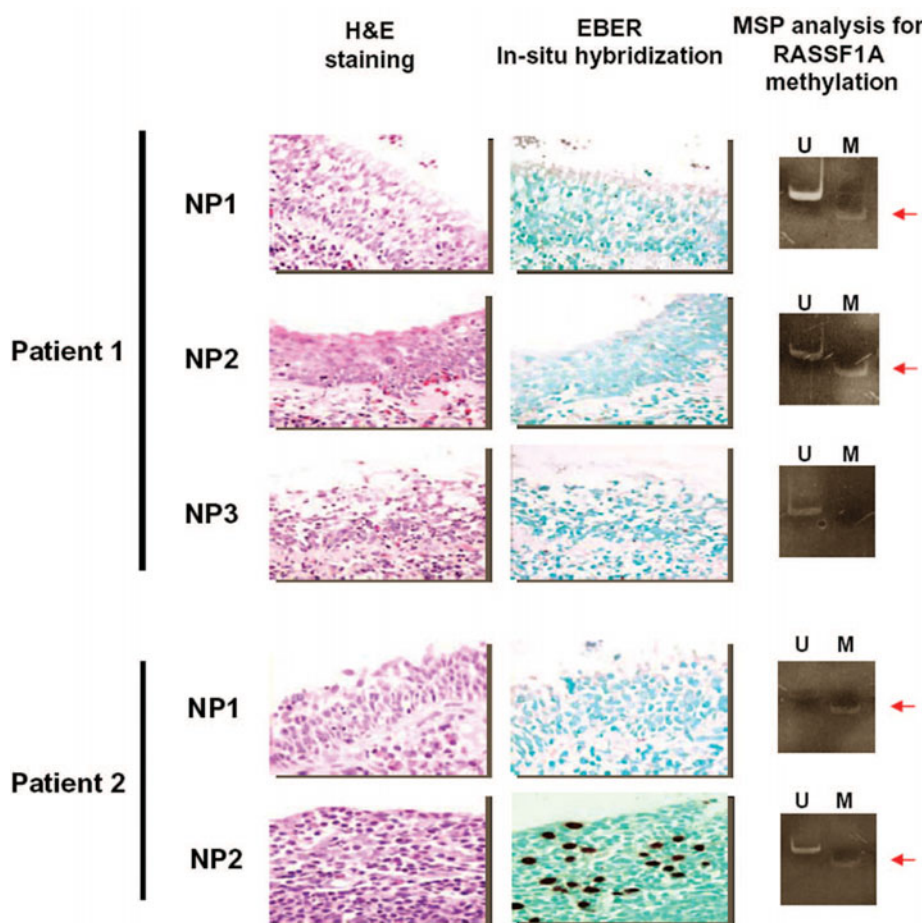 H&E
staining
EBER
In-situ hybridization
MSP analysis for
RASSF1A
methylation
Patient 1
NP1
U M
NP2
U M
NP3
U M
Patient 2
NP1
U M
NP2
U M